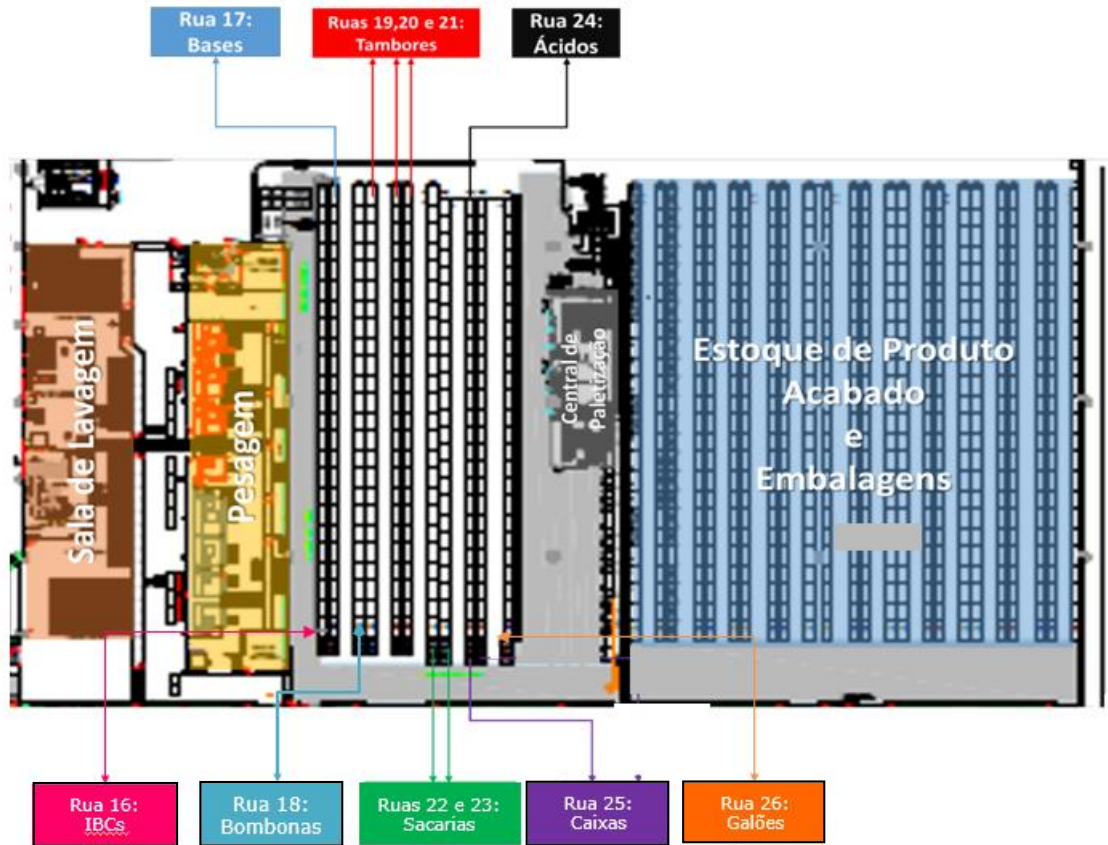 Rua 17:
Bases
Ruas 19,20 e 21:
Tambores
Rua 24:
Ácidos
Sala de Lavagem
Pesagem
Central de
Paletização
Estoque de Produto
Acabado
e
Embalagens
Rua 16:
IBCs
Rua 18:
Bombonas
Ruas 22 e 23:
Sacarias
Rua 25:
Caixas
Rua 26:
Galões